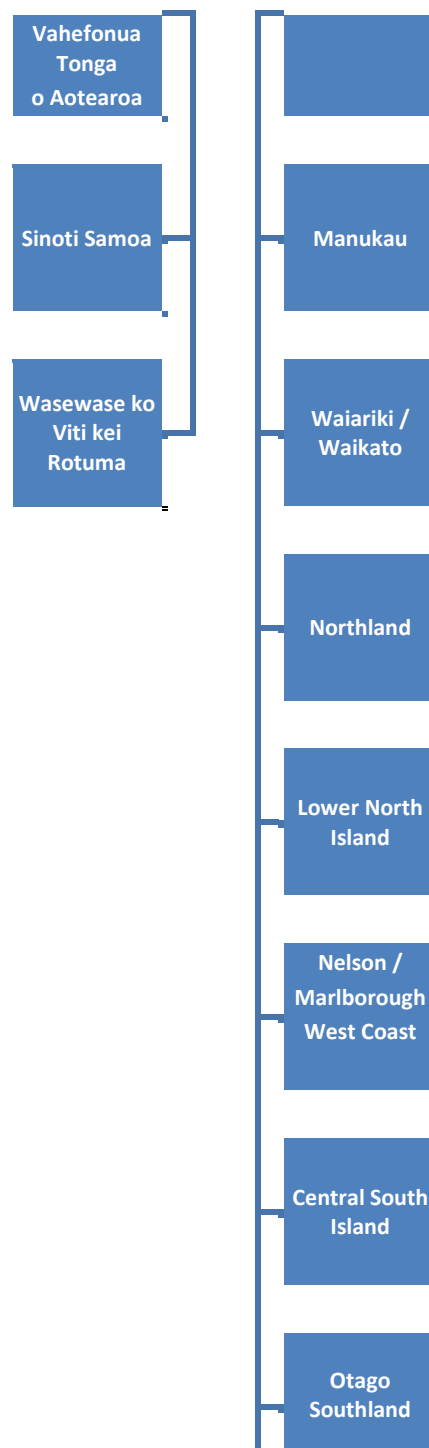 Vahefonua
Tonga
o Aotearoa
Sinoti Samoa
Wasewase ko
Viti kei
Rotuma
Manukau
Waiariki /
Waikato
Northland
Lower North
Island
Nelson /
Marlborough
West Coast
Central South
Island
Otago
Southland